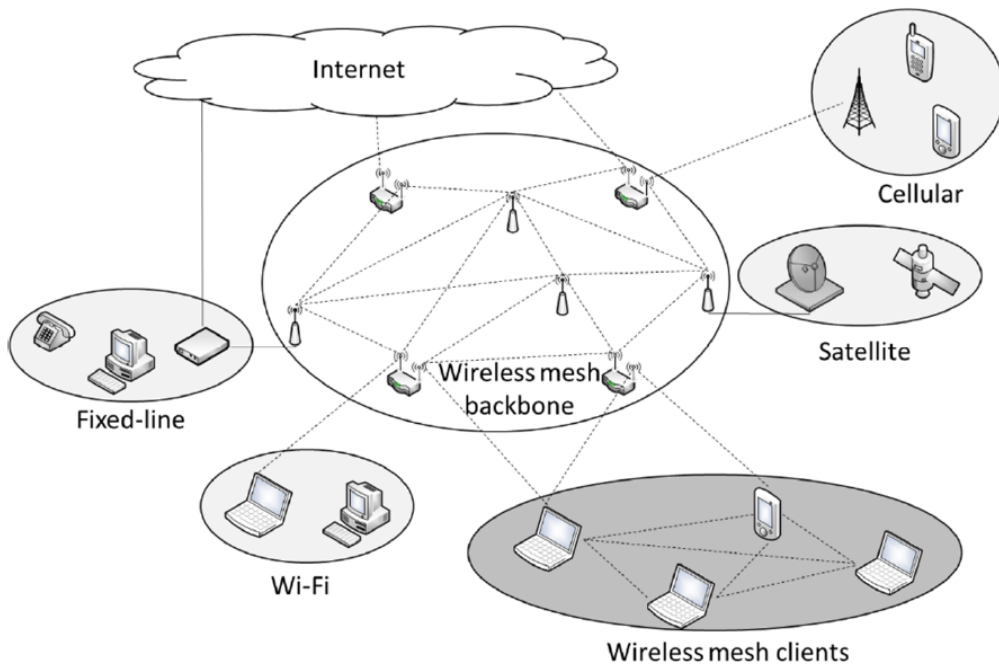 Internet
Cellular
Satellite
Wireless mesh
backbone
Fixed-line
Wi-Fi
Wireless mesh clients